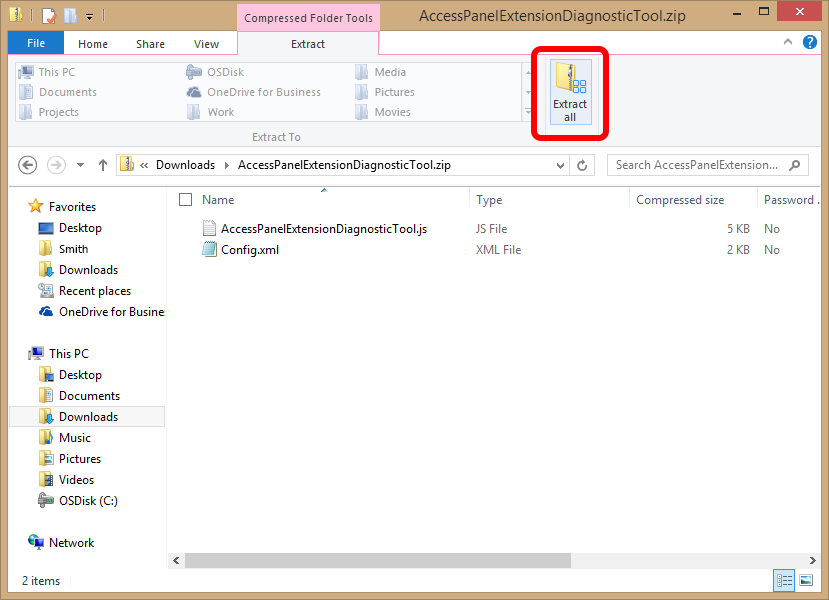 Compressed Folder Tools
AccessPanelExtensionDiagnosticTool.zip
File
Home
Share
View
Extract
This PC
OSDisk
Media
Documents
OneDrive for Business
Pictures
Projects
Work
Movies
Extract To
Extract
all
« Downloads AccessPanelExtensionDiagnosticTool.zip
Search AccessPanelExtension...
Name
Type
Compressed size
Password .
AccessPanelExtensionDiagnosticTool.js
JS File
5 KB
No
Config.xml
XML File
2 KB
No
Favorites
Desktop
Smith
Downloads
Recent places
OneDrive for Busine
This PC
Desktop
Documents
Downloads
Music
Pictures
Videos
OSDisk (C:)
Network
2 items